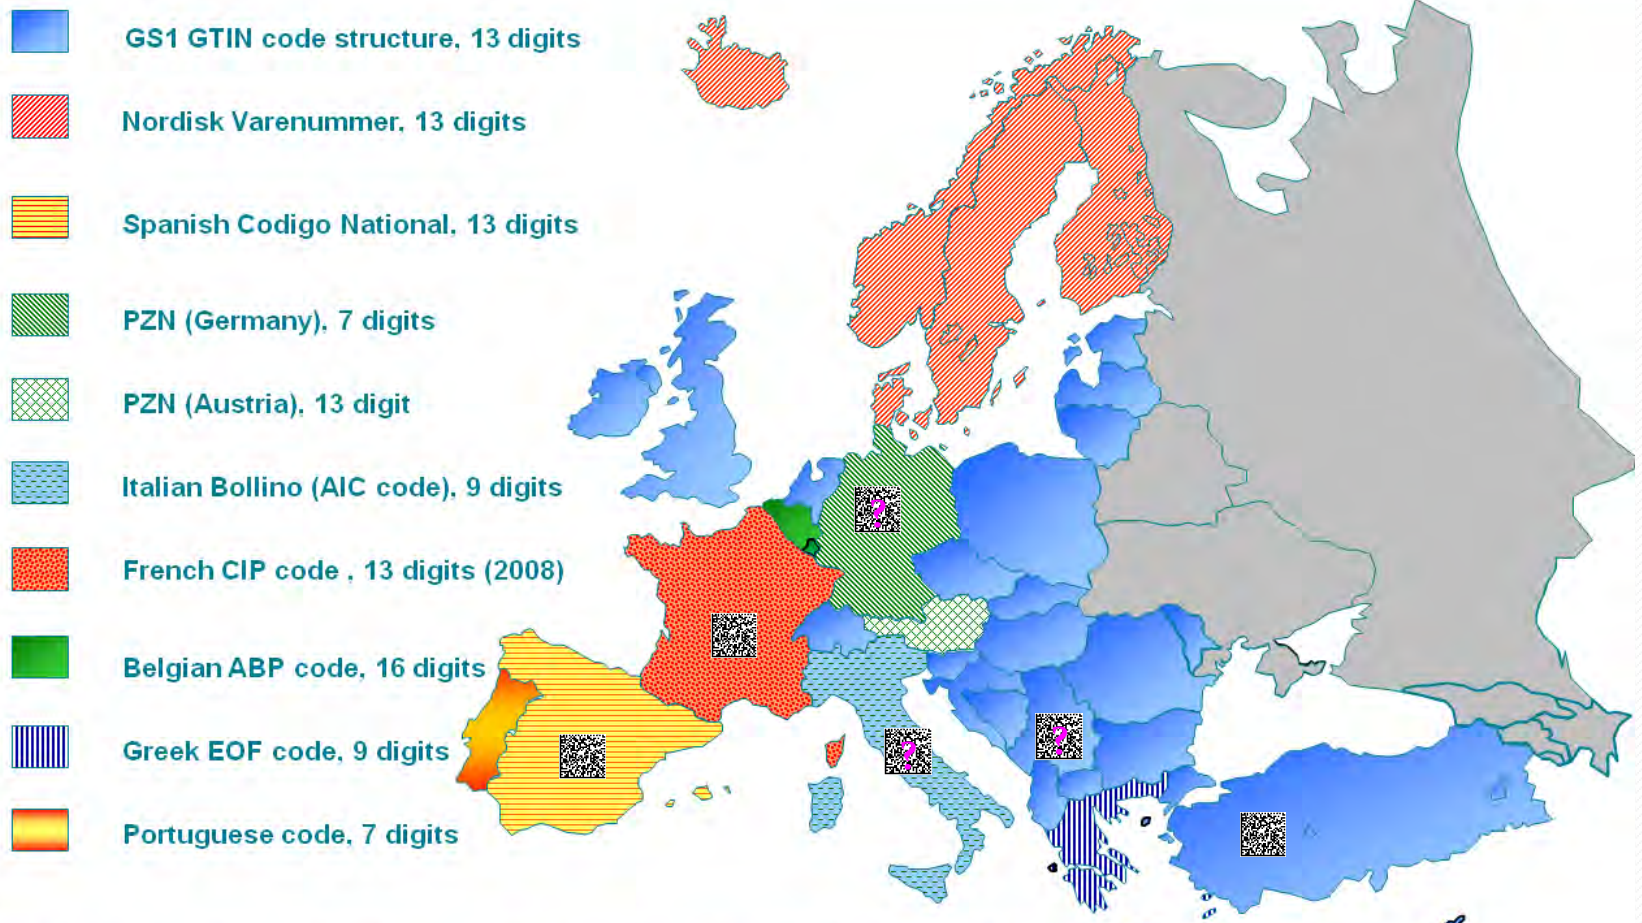 GS1 GTIN code structure, 13 digits
Nordisk Varenummer, 13 digits
Spanish Codigo National, 13 digits
PZN (Germany), 7 digits
PZN (Austria), 13 digit
Italian Bollino (AIC code), 9 digits
French CIP code , 13 digits (2008)
Belgian ABP code, 16 digits
Greek EOF code, 9 digits
Portuguese code, 7 digits
?
?
?